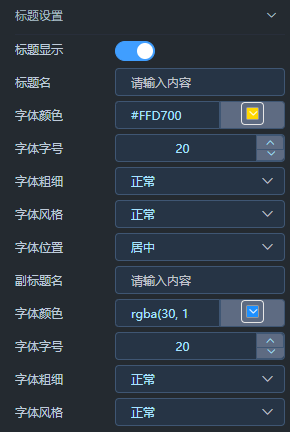 标题设置
标题显示
标题名 请输入内容
字体颜色 #FFD700
字体字号 20
字体粗细 正常
字体风格 正常
字体位置 居中
副标题名 请输入内容
字体颜色 rgba(30, 1
字体字号 20
字体粗细 正常
字体风格 正常